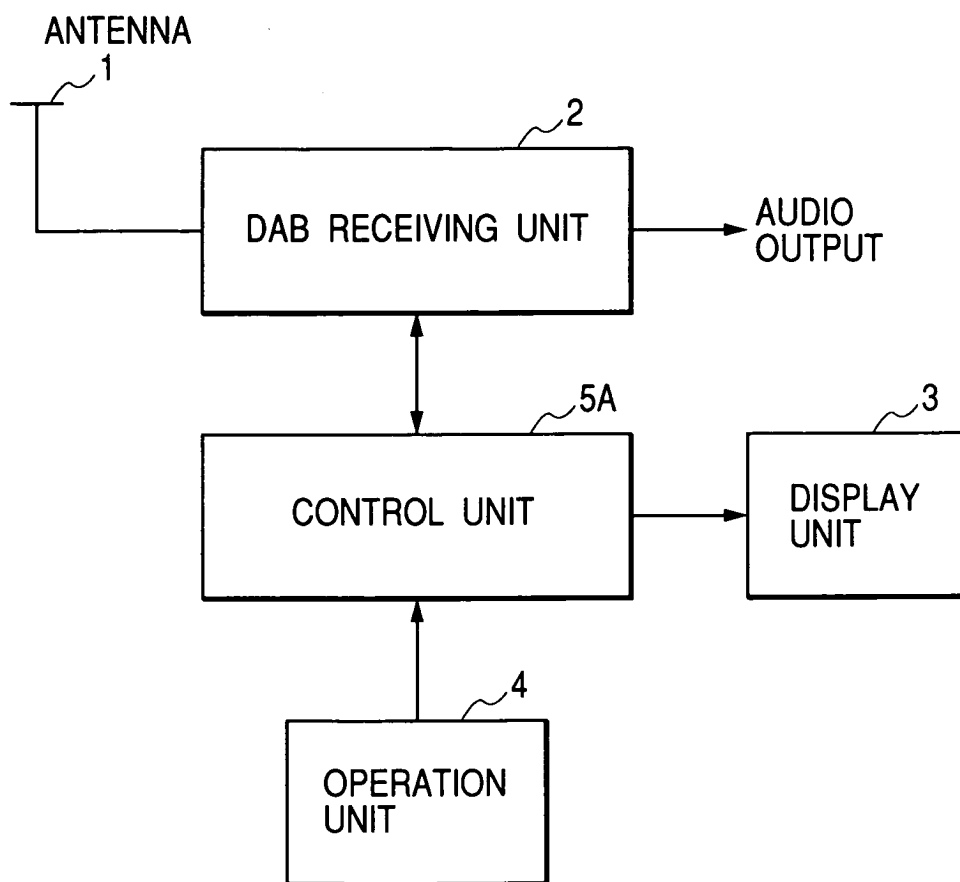 ANTENNA
1
2
DAB RECEIVING UNIT
AUDIO
OUTPUT
5A
CONTROL UNIT
3
DISPLAY
UNIT
4
OPERATION
UNIT